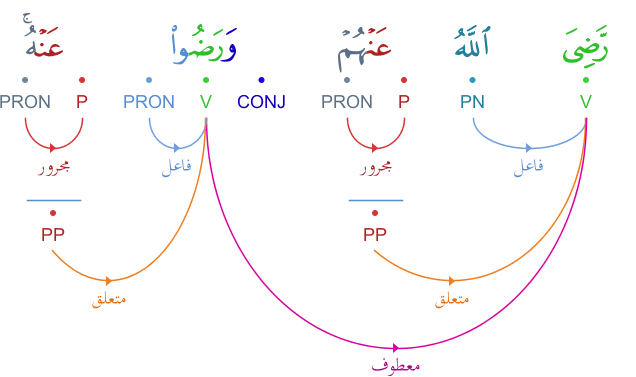 رَّضِىَ ٱللَّهُ عَنْهُمْ وَرَضُوا۟ عَنْهُ ۚ
V PN P PRON CONJ V PRON P PRON
فاعل مجرور فاعل مجرور
PP PP
متعلق متعلق
معطوف